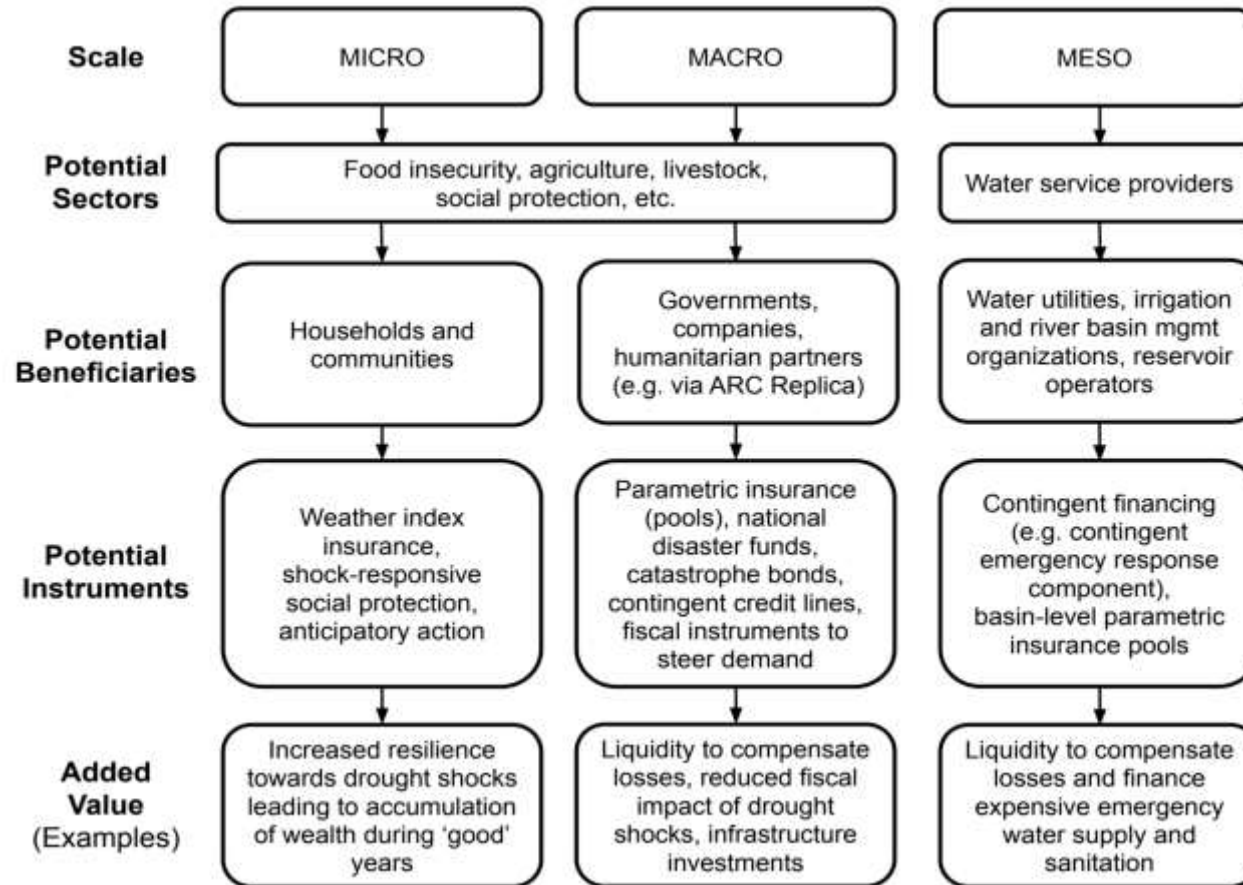 Scale
MICRO
MACRO
MESO
Potential
Sectors
Food insecurity, agriculture, livestock,
social protection, etc.
Water service providers
Potential
Beneficiaries
Households and
communities
Governments,
companies,
humanitarian partners
(e.g. via ARC Replica)
Water utilities, irrigation
and river basin mgmt
organizations, reservoir
operators
Potential
Instruments
Weather index
insurance,
shock-responsive
social protection,
anticipatory action
Parametric insurance
(pools), national
disaster funds,
catastrophe bonds,
contingent credit lines,
fiscal instruments to
steer demand
Contingent financing
(e.g. contingent
emergency response
component),
basin-level parametric
insurance pools
Added
Value
(Examples)
Increased resilience
towards drought shocks
leading to accumulation
of wealth during ‘good’
years
Liquidity to compensate
losses, reduced fiscal
impact of drought
shocks, infrastructure
investments
Liquidity to compensate
losses and finance
expensive emergency
water supply and
sanitation